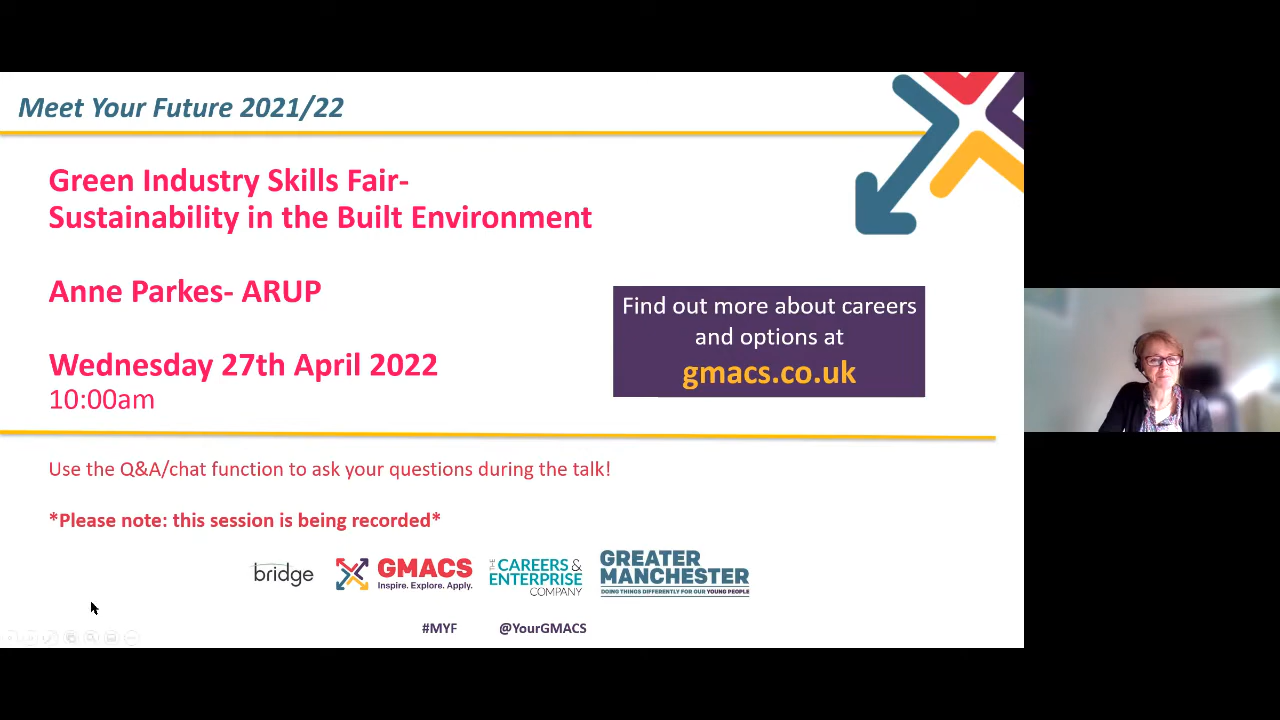 Meet Your Future 2021/22
Green Industry Skills Fair-
Sustainability in the Built Environment
Anne Parkes- ARUP
Wednesday 27th April 2022
10:00am
Find out more about careers
and options at
gmacs.co.uk
Use the Q&A/chat function to ask your questions during the talk!
*Please note: this session is being recorded*
bridge
GMACS
Inspire. Explore. Apply.
THE CAREERS &
ENTERPRISE
COMPANY
GREATER
MANCHESTER
DOING THINGS DIFFERENTLY FOR OUR YOUNG PEOPLE
#MYF @YourGMACS